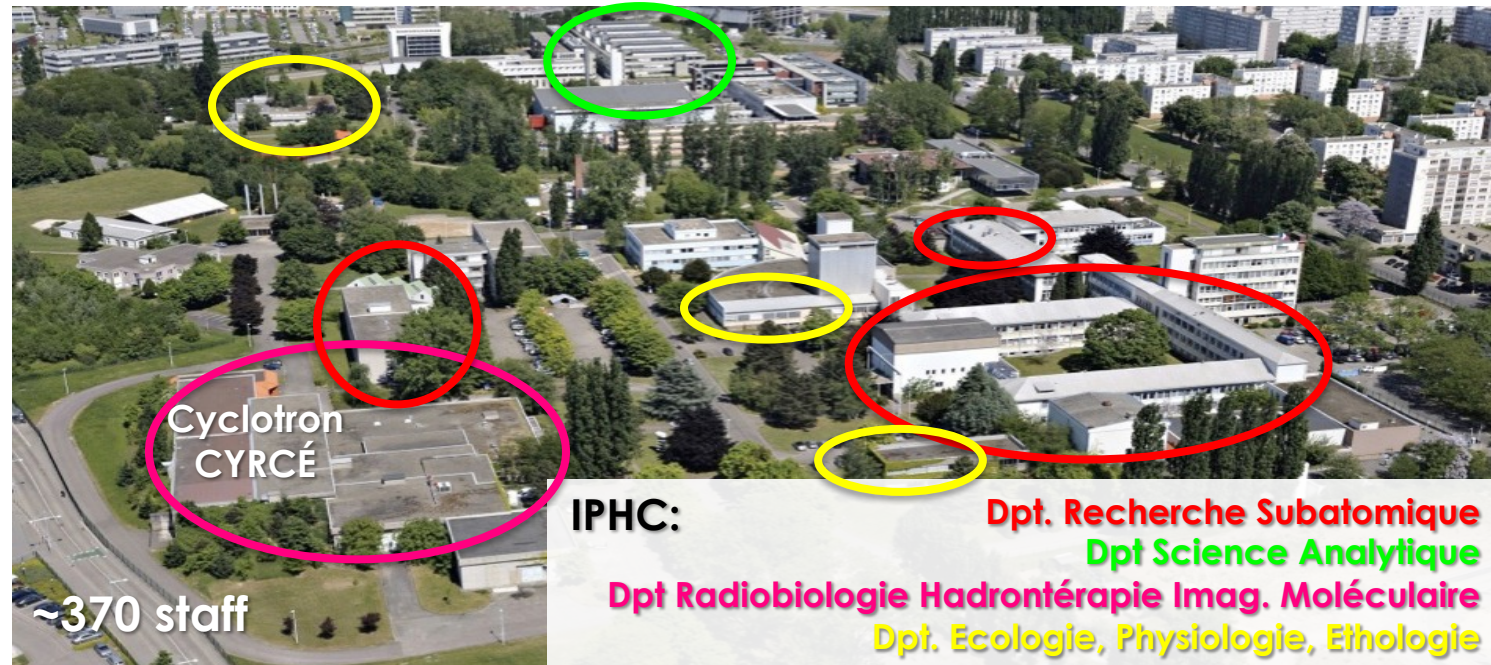 Cyclotron
CYRCÉ
~370 staff
IPHC:
Dpt. Recherche Subatomique
Dpt Science Analytique
Dpt Radiobiologie Hadrontérapie Imag. Moléculaire
Dpt. Ecologie, Physiologie, Ethologie